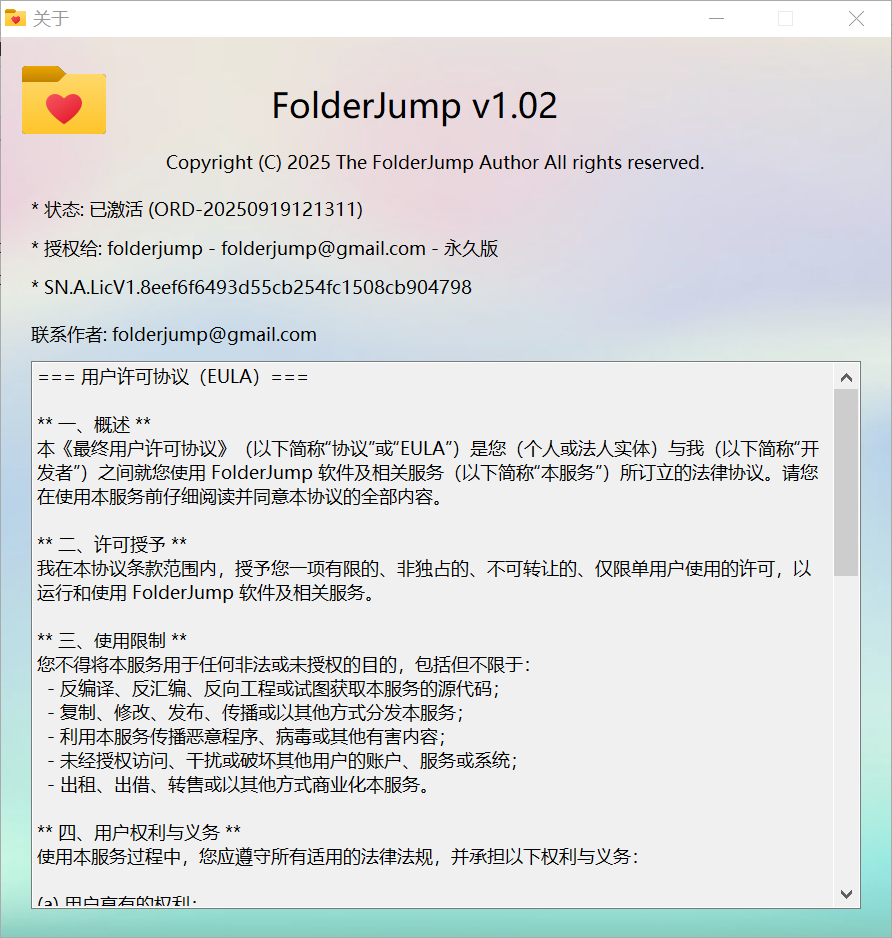 关于
FolderJump v1.02
Copyright (C) 2025 The FolderJump Author All rights reserved.
* 状态: 已激活 (ORD-20250919121311)
* 授权给: folderjump - folderjump@gmail.com - 永久版
* SN.A.LicV1.8eef6f6493d55cb254fc1508cb904798
联系作者: folderjump@gmail.com
=== 用户许可协议（EULA）===
** 一、概述 **
本《最终用户许可协议》（以下简称“协议”或“EULA”）是您（个人或法人实体）与我（以下简称“开
发者”）之间就您使用 FolderJump 软件及相关服务（以下简称“本服务”）所订立的法律协议。请您
在使用本服务前仔细阅读并同意本协议的全部内容。
** 二、许可授予 **
我在本协议条款范围内，授予您一项有限的、非独占的、不可转让的、仅限单用户使用的许可，以
运行和使用 FolderJump 软件及相关服务。
** 三、使用限制 **
您不得将本服务用于任何非法或未授权的目的，包括但不限于：
- 反编译、反汇编、反向工程或试图获取本服务的源代码；
- 复制、修改、发布、传播或以其他方式分发本服务；
- 利用本服务传播恶意程序、病毒或其他有害内容；
- 未经授权访问、干扰或破坏其他用户的账户、服务或系统；
- 出租、出借、转售或以其他方式商业化本服务。
** 四、用户权利与义务 **
使用本服务过程中，您应遵守所有适用的法律法规，并承担以下权利与义务：
(a) 用户享有的权利：